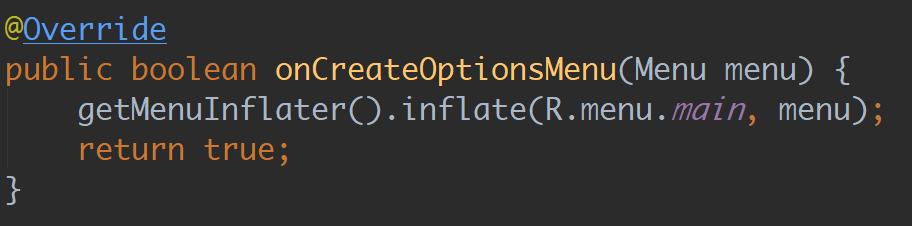 @Override
public boolean onCreateOptionsMenu(Menu menu) {
    getMenuInflater().inflate(R.menu.main, menu);
    return true;
}